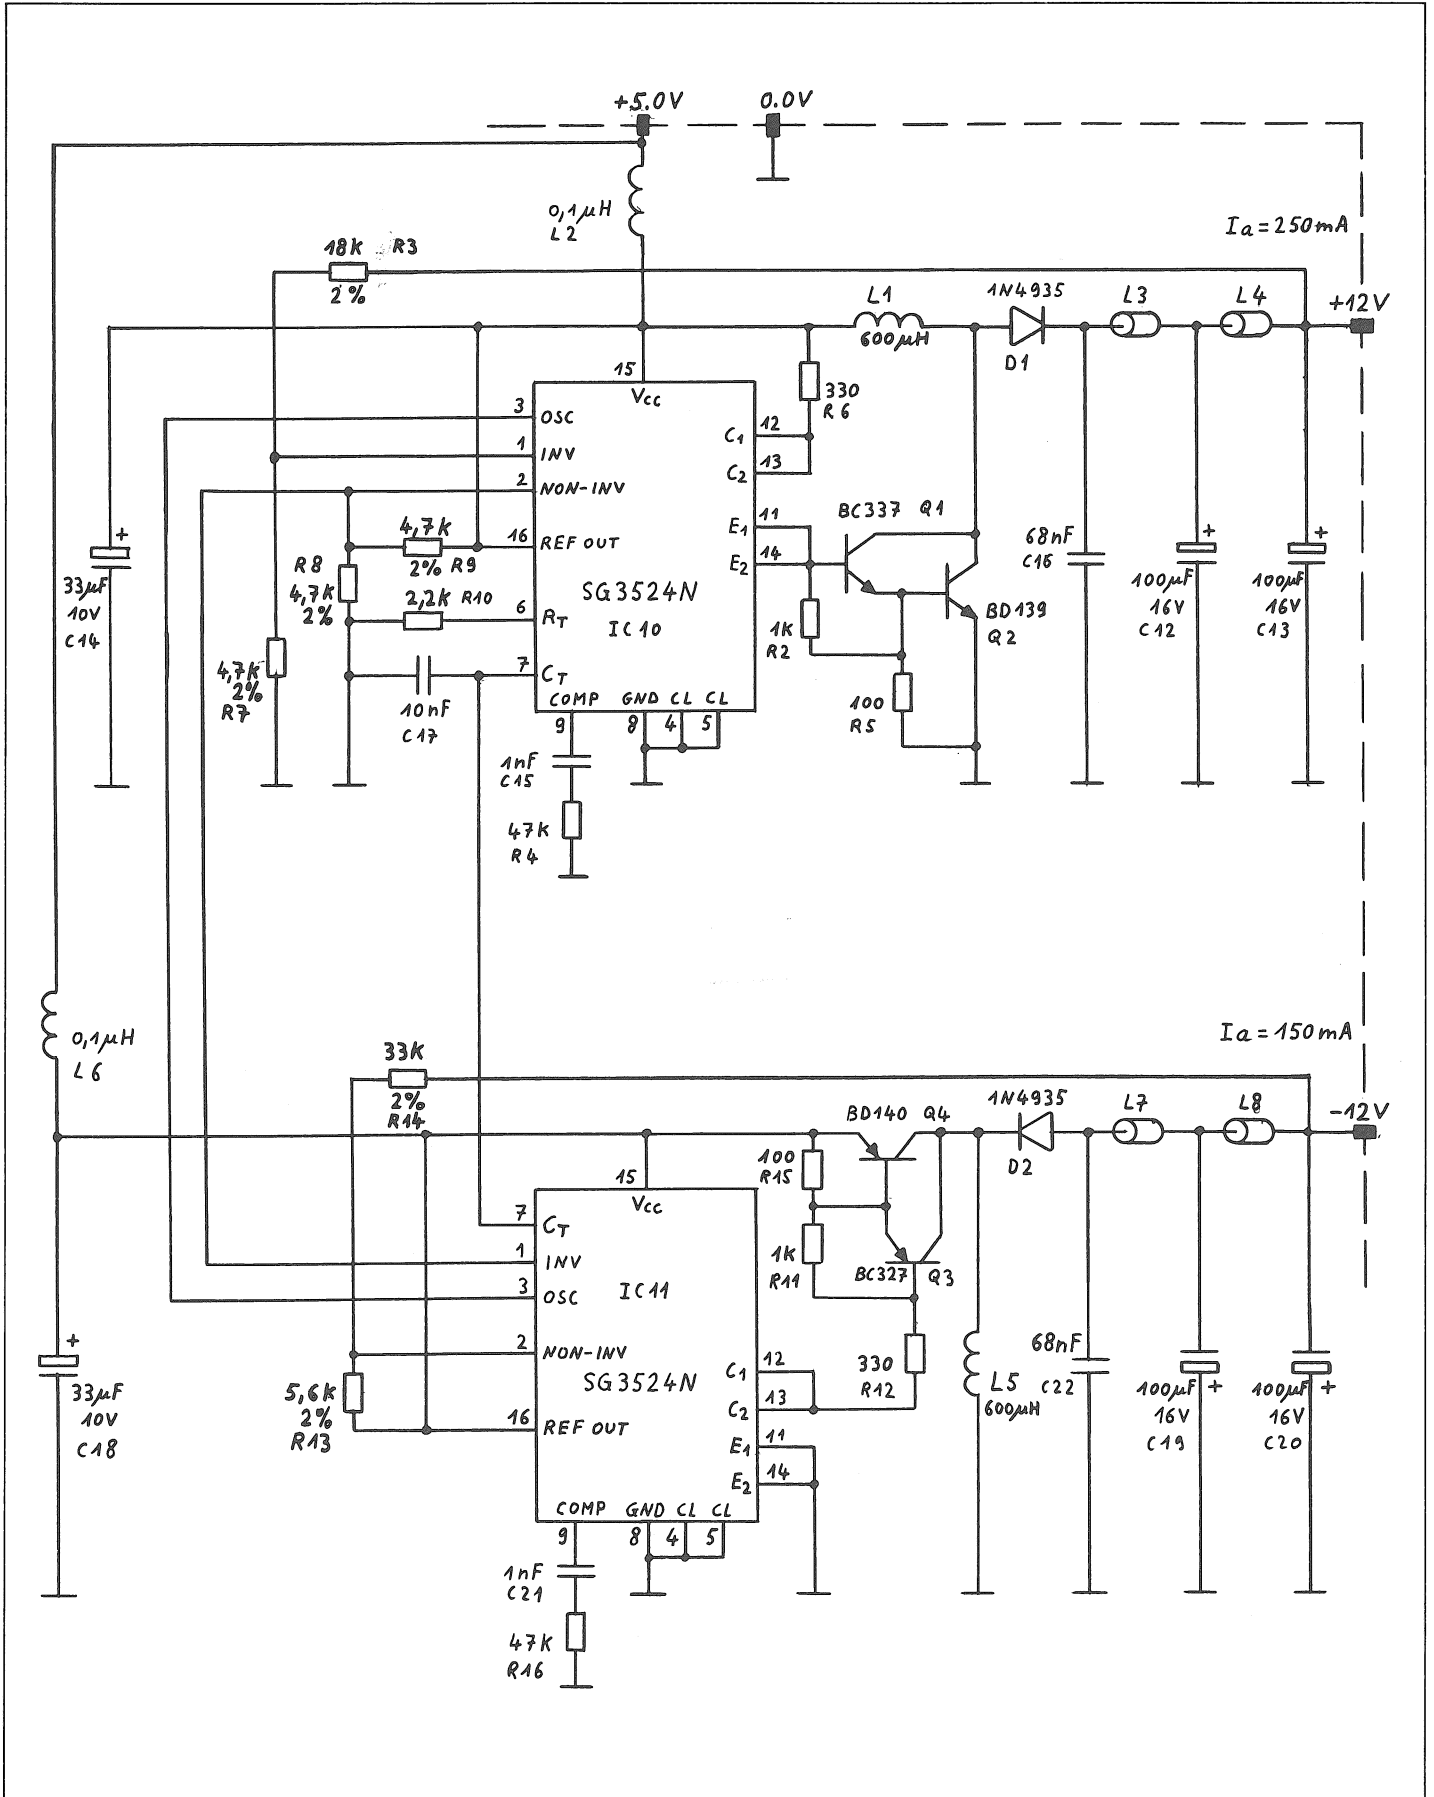 +5.0V
0.0V
0,1µH
L2
Ia=250mA
18K R3
2%
L1
600µH
1N4935
D1
L3
L4
+12V
15
Vcc
330
R6
3 OSC
1 INV
2 NON-INV
16 REF OUT
6 RT
7 CT
C1 12
C2 13
E1 11
E2 14
SG3524N
IC10
COMP GND CL CL
9 8 4 5
4,7K
2% R9
R8
4,7K
2%
2,2K R10
10nF
C17
4,7K
2%
R7
33µF
10V
C14
+
BC337 Q1
BD139
Q2
1K
R2
100
R5
68nF
C16
+
100µF
16V
C12
+
100µF
16V
C13
1nF
C15
47K
R4
0,1µH
L6
Ia=150mA
33K
2%
R14
BD140 Q4
1N4935
D2
L7
L8
-12V
100
R15
1K
R11
BC327 Q3
330
R12
15
Vcc
7 CT
1 INV
3 OSC
2 NON-INV
16 REF OUT
IC11
SG3524N
C1 12
C2 13
E1 11
E2 14
COMP GND CL CL
9 8 4 5
5,6K
2%
R13
+
33µF
10V
C18
L5
600µH
68nF
C22
100µF +
16V
C19
100µF +
16V
C20
1nF
C21
47K
R16